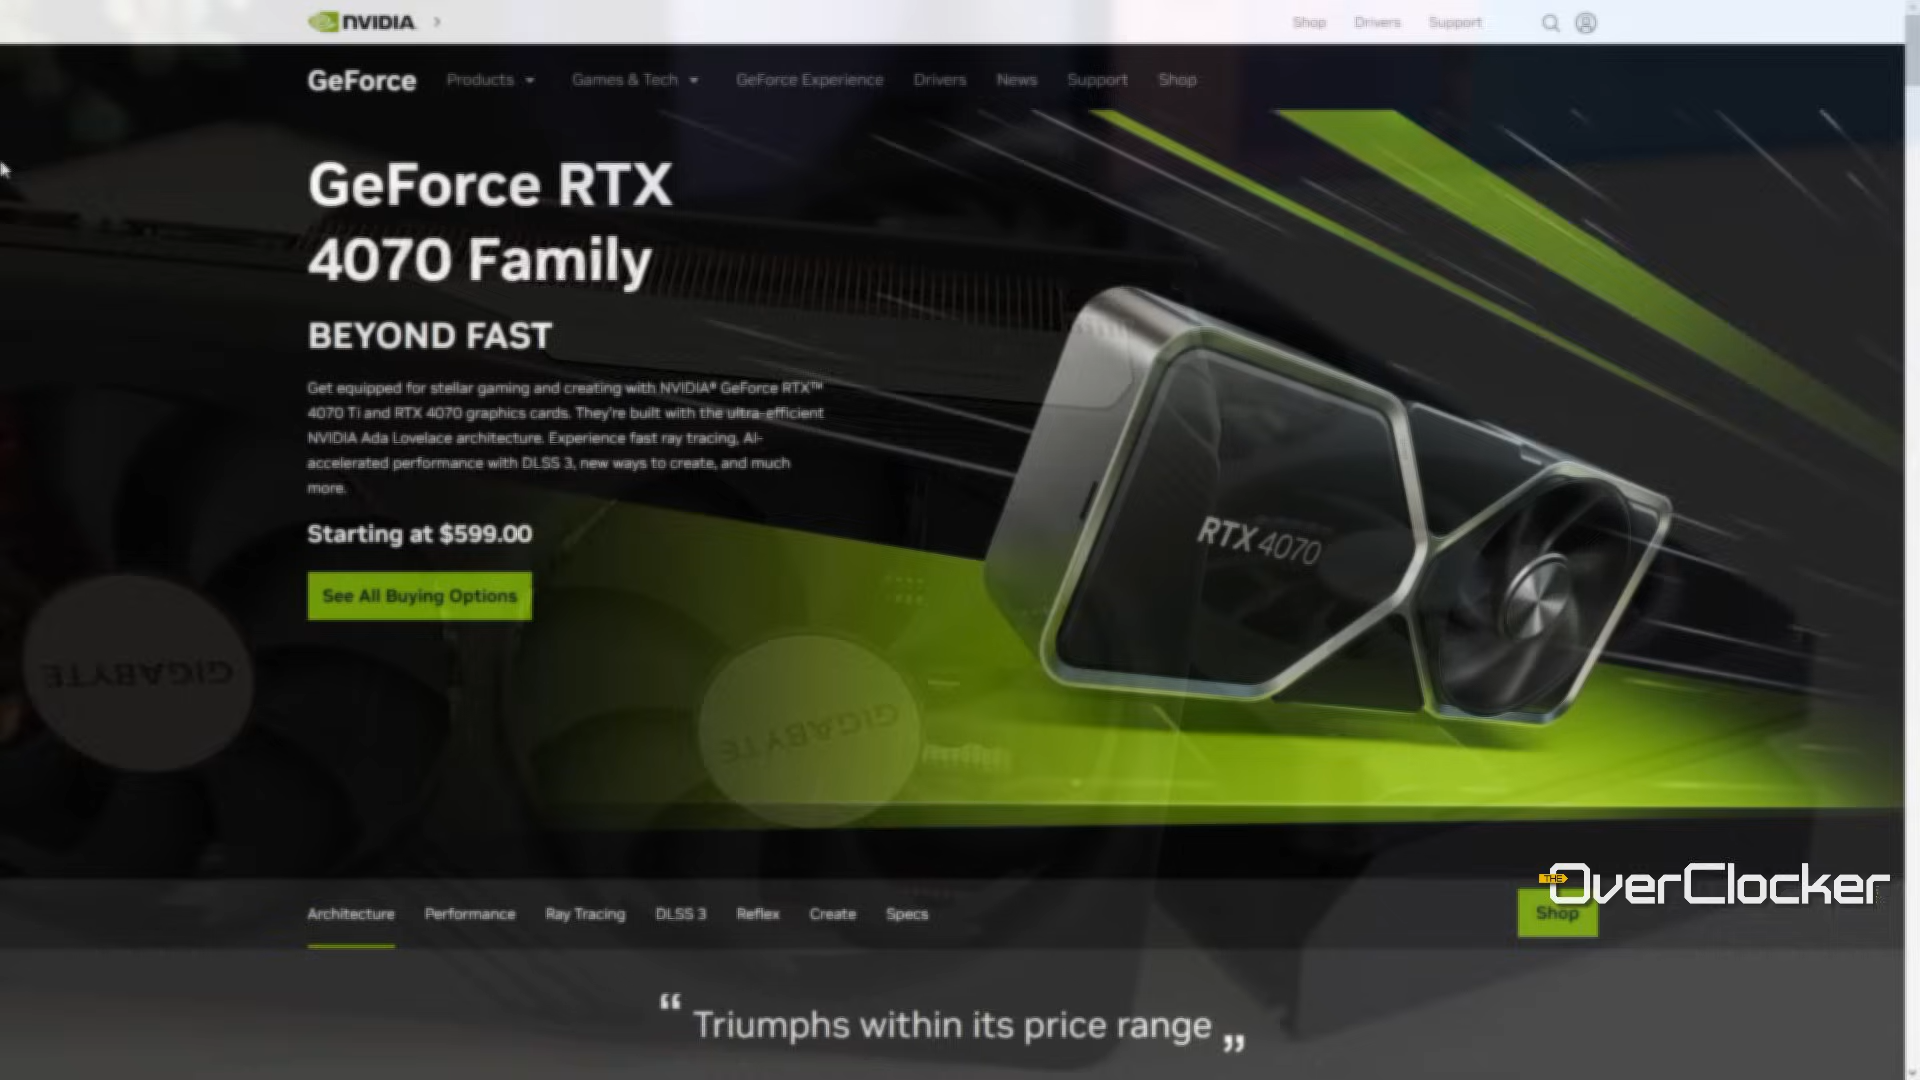 NVIDIA
Shop Drivers Support
GeForce Products Games & Tech GeForce Experience Drivers News Support Shop
GeForce RTX
4070 Family
BEYOND FAST
Get equipped for stellar gaming and creating with NVIDIA® GeForce RTX™
4070 Ti and RTX 4070 graphics cards. They're built with the ultra-efficient
NVIDIA Ada Lovelace architecture. Experience fast ray tracing, AI-
accelerated performance with DLSS 3, new ways to create, and much
more.
Starting at $599.00
See All Buying Options
RTX 4070
GIGABYTE
GIGABYTE
THE OverClocker
Architecture Performance Ray Tracing DLSS 3 Reflex Create Specs Shop
“ Triumphs within its price range „